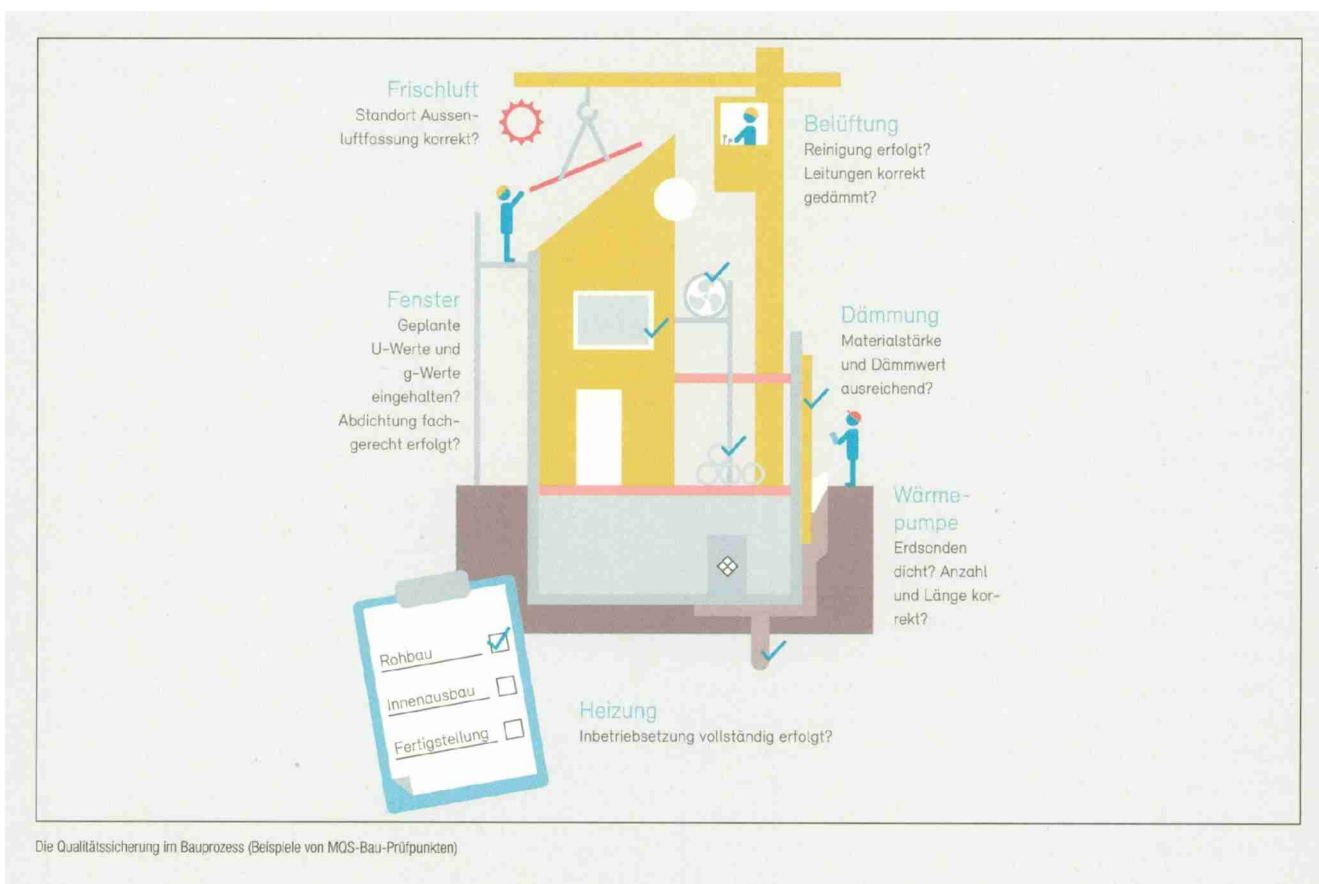 Frischluft
Standort Aussen-
luftfassung korrekt?
Belüftung
Reinigung erfolgt?
Leitungen korrekt
gedämmt?
Fenster
Geplante
U-Werte und
g-Werte
eingehalten?
Abdichtung fach-
gerecht erfolgt?
Dämmung
Materialstärke
und Dämmwert
ausreichend?
Wärme-
pumpe
Erdsonden
dicht? Anzahl
und Länge kor-
rekt?
Rohbau
Innenausbau
Fertigstellung
Heizung
Inbetriebsetzung vollständig erfolgt?
Die Qualitätssicherung im Bauprozess (Beispiele von MQS-Bau-Prüfpunkten)